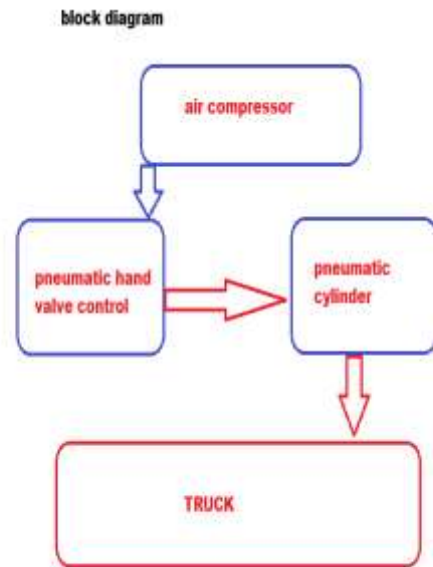 block diagram
air compressor
pneumatic hand
valve control
pneumatic
cylinder
TRUCK